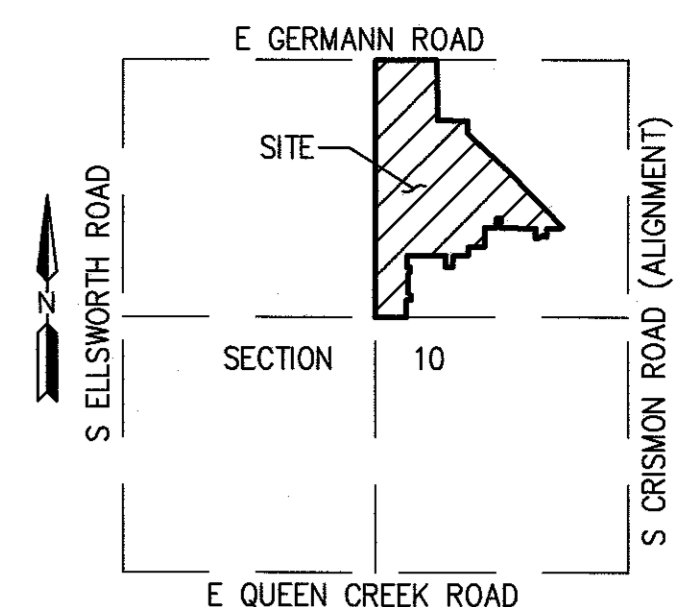 E GERMANN ROAD
SITE
S ELLSWORTH ROAD
N
S CRISMON ROAD (ALIGNMENT)
SECTION 10
E QUEEN CREEK ROAD